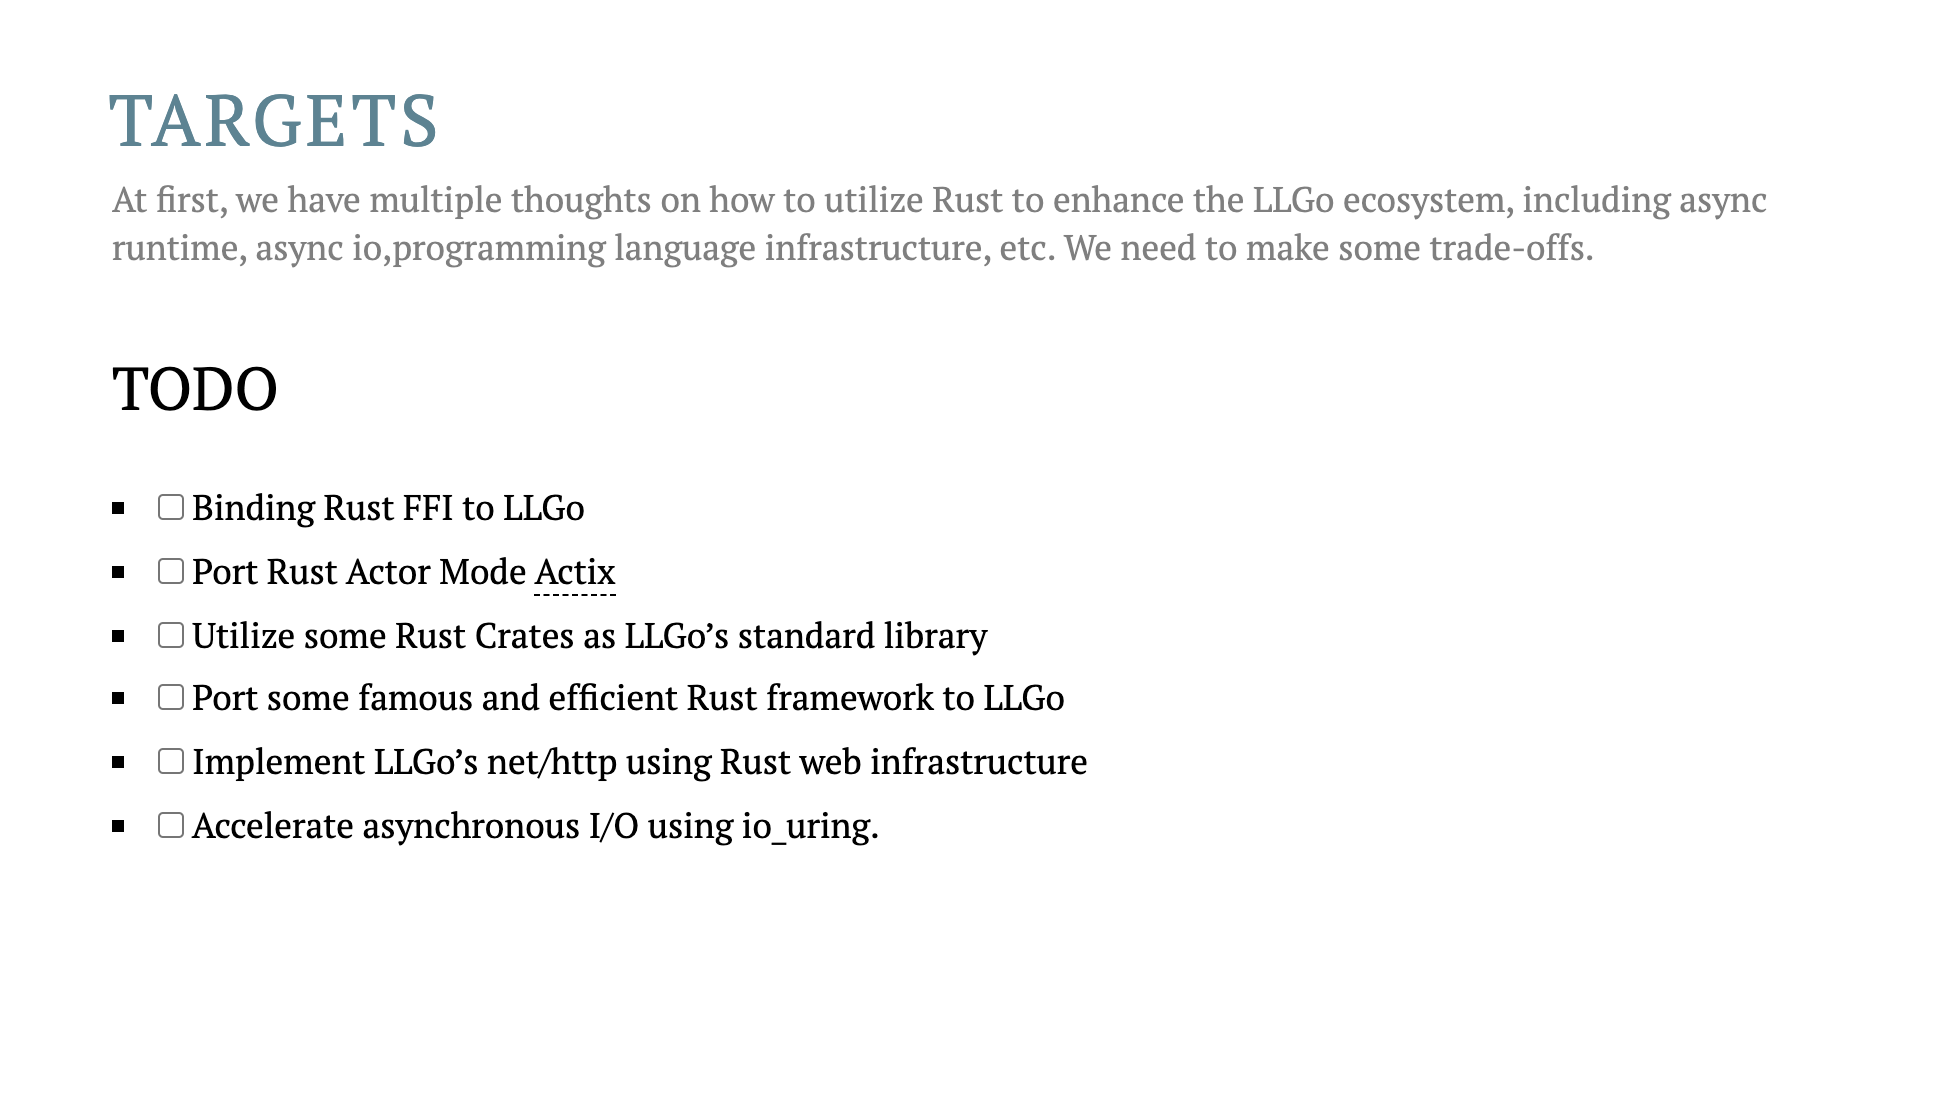 TARGETS
At first, we have multiple thoughts on how to utilize Rust to enhance the LLGo ecosystem, including async
runtime, async io,programming language infrastructure, etc. We need to make some trade-offs.
TODO
Binding Rust FFI to LLGo
Port Rust Actor Mode Actix
Utilize some Rust Crates as LLGo’s standard library
Port some famous and efficient Rust framework to LLGo
Implement LLGo’s net/http using Rust web infrastructure
Accelerate asynchronous I/O using io_uring.